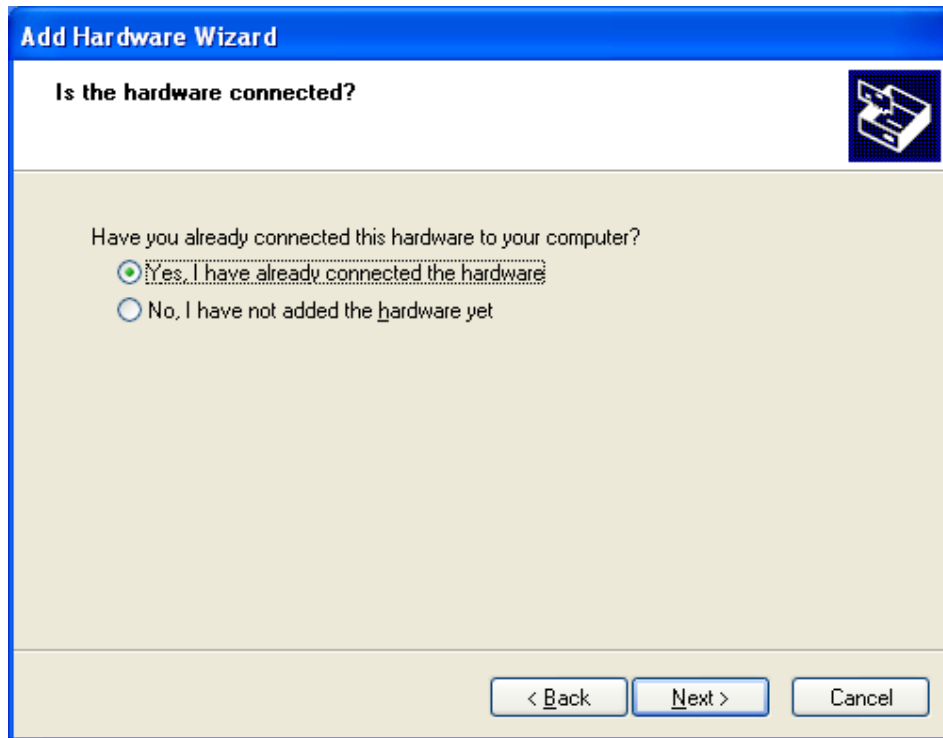 Add Hardware Wizard
Is the hardware connected?
Have you already connected this hardware to your computer?
Yes, I have already connected the hardware
No, I have not added the hardware yet
< Back
Next >
Cancel